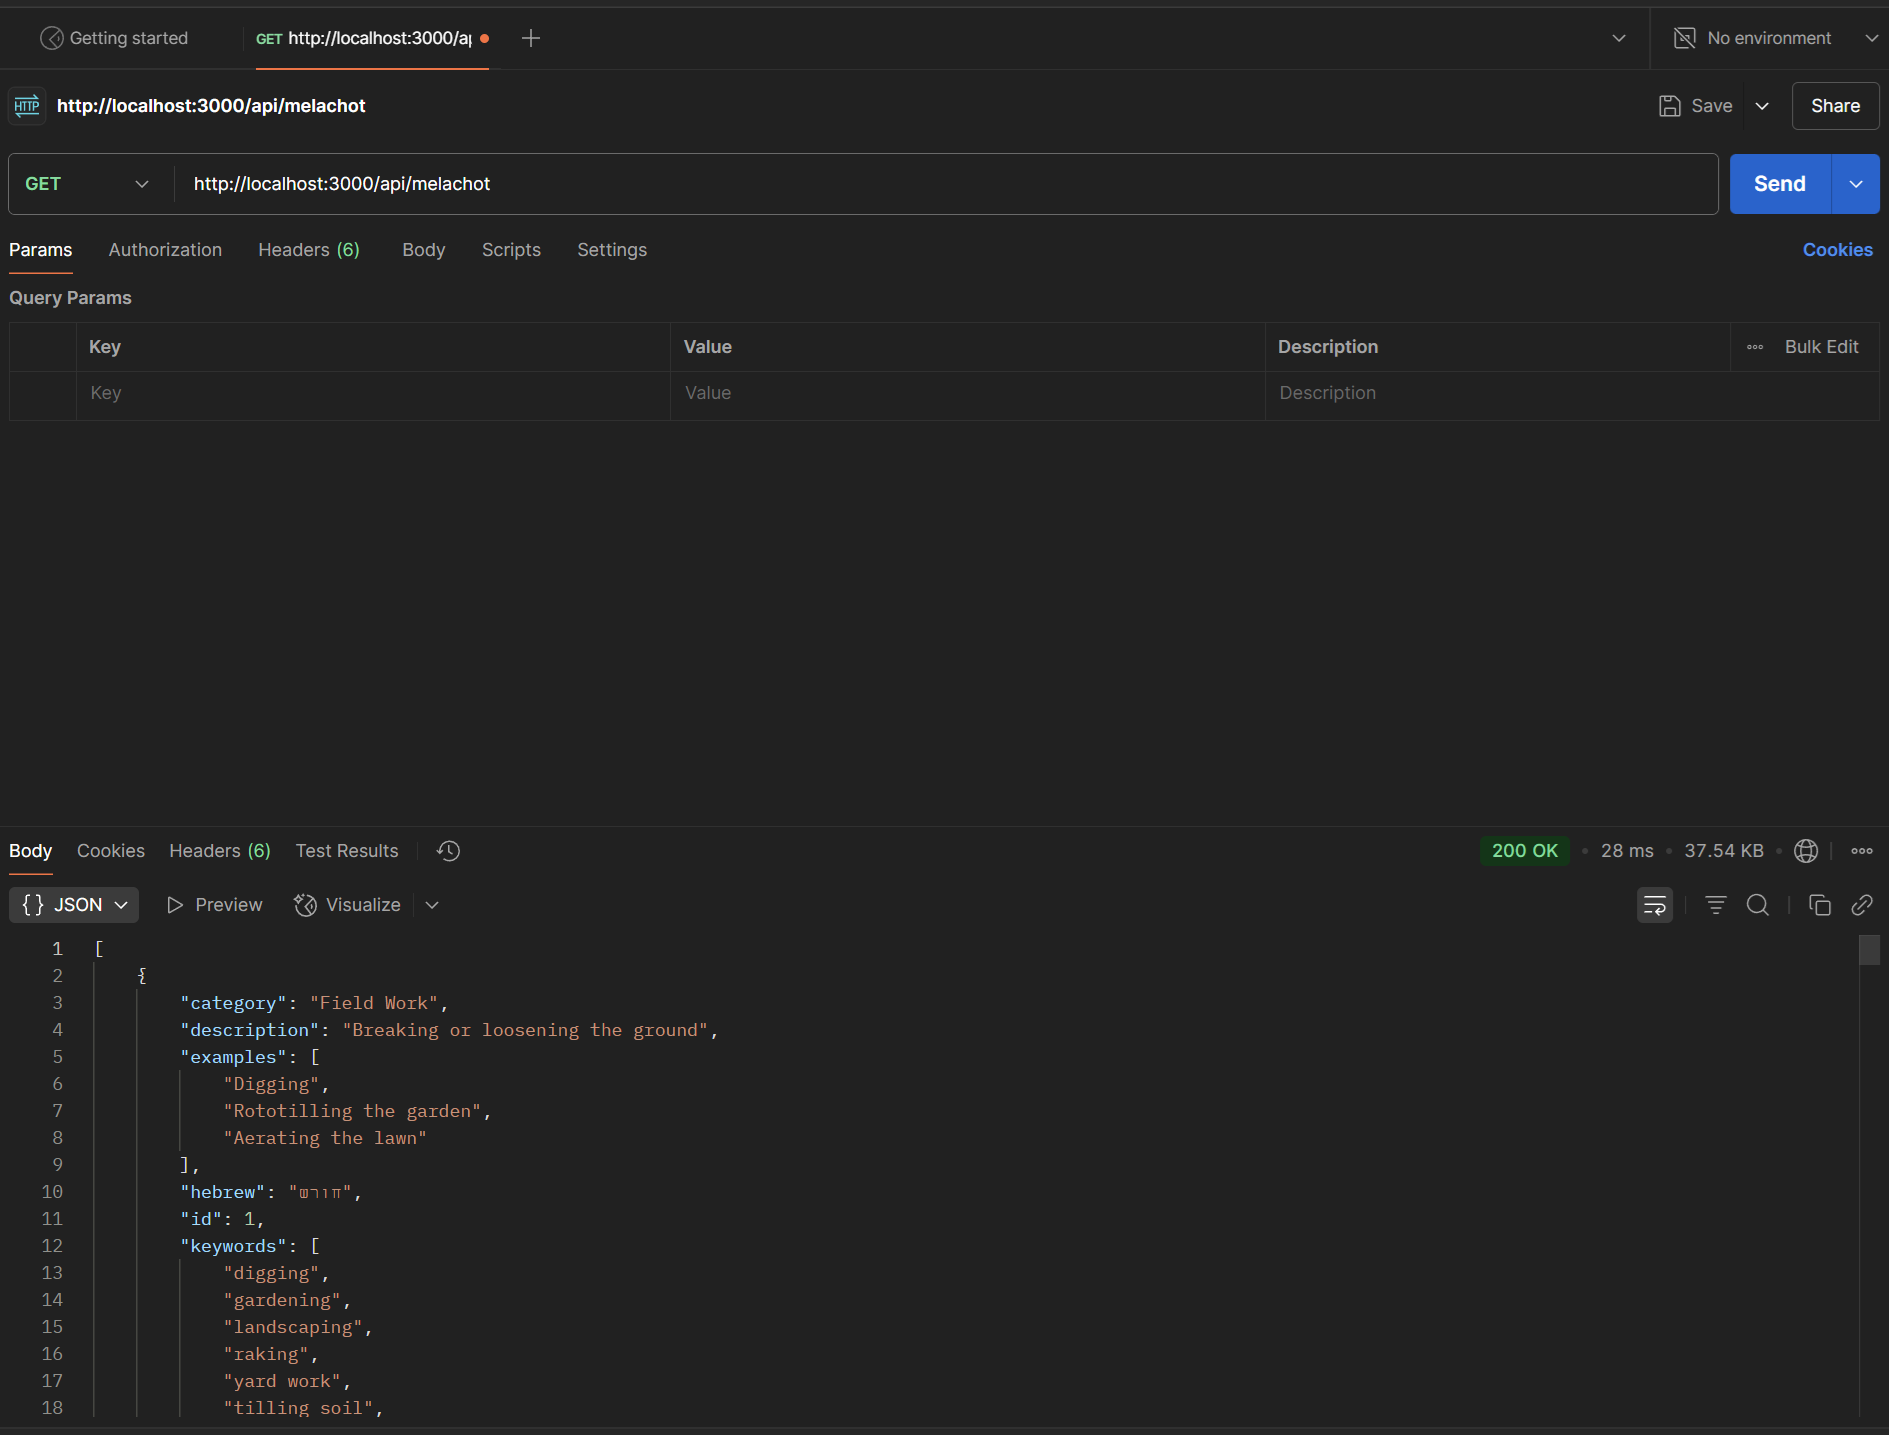 Getting started
GET http://localhost:3000/ap
No environment
HTTP http://localhost:3000/api/melachot
Save
Share
GET http://localhost:3000/api/melachot
Send
Params Authorization Headers (6) Body Scripts Settings Cookies
Query Params
Key Value Description Bulk Edit
Key Value Description
Body Cookies Headers (6) Test Results 200 OK • 28 ms • 37.54 KB •
{} JSON Preview Visualize
1 [
2 {
3 "category": "Field Work",
4 "description": "Breaking or loosening the ground",
5 "examples": [
6 "Digging",
7 "Rototilling the garden",
8 "Aerating the lawn"
9 ],
10 "hebrew": "חורש",
11 "id": 1,
12 "keywords": [
13 "digging",
14 "gardening",
15 "landscaping",
16 "raking",
17 "yard work",
18 "tilling soil",